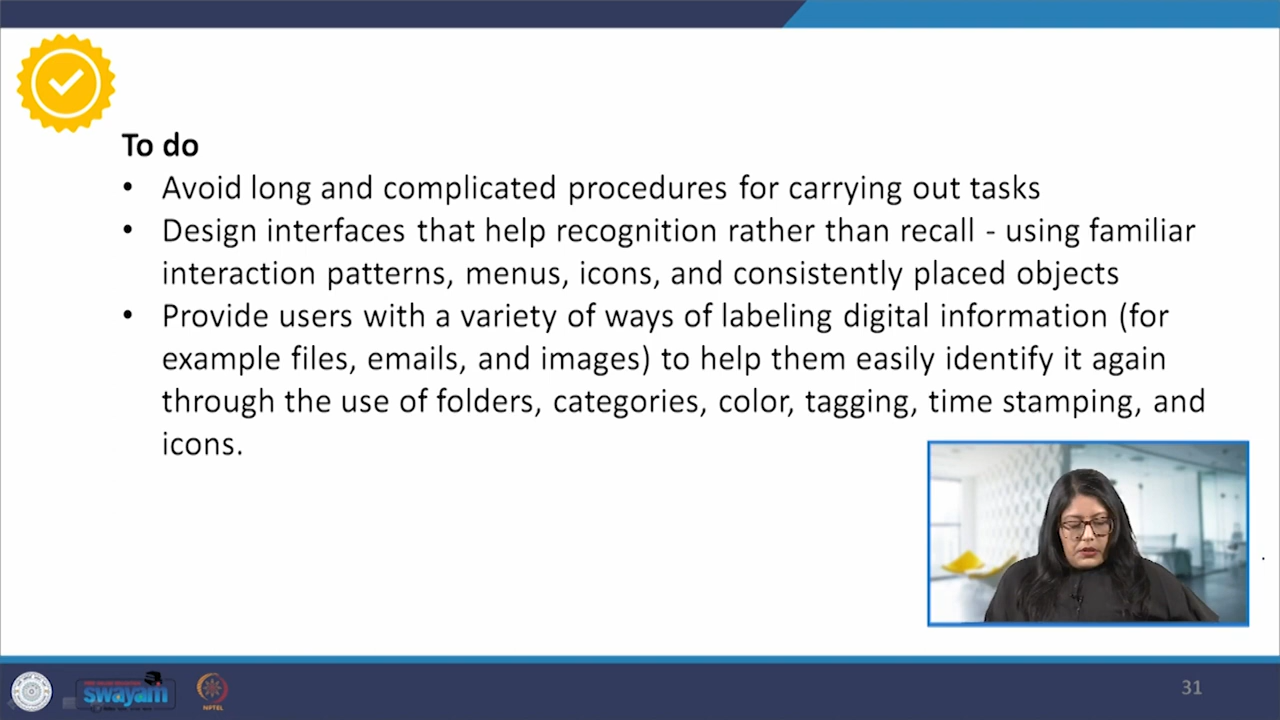 To do
• Avoid long and complicated procedures for carrying out tasks
• Design interfaces that help recognition rather than recall - using familiar
interaction patterns, menus, icons, and consistently placed objects
• Provide users with a variety of ways of labeling digital information (for
example files, emails, and images) to help them easily identify it again
through the use of folders, categories, color, tagging, time stamping, and
icons.
swayam
NPTEL
31